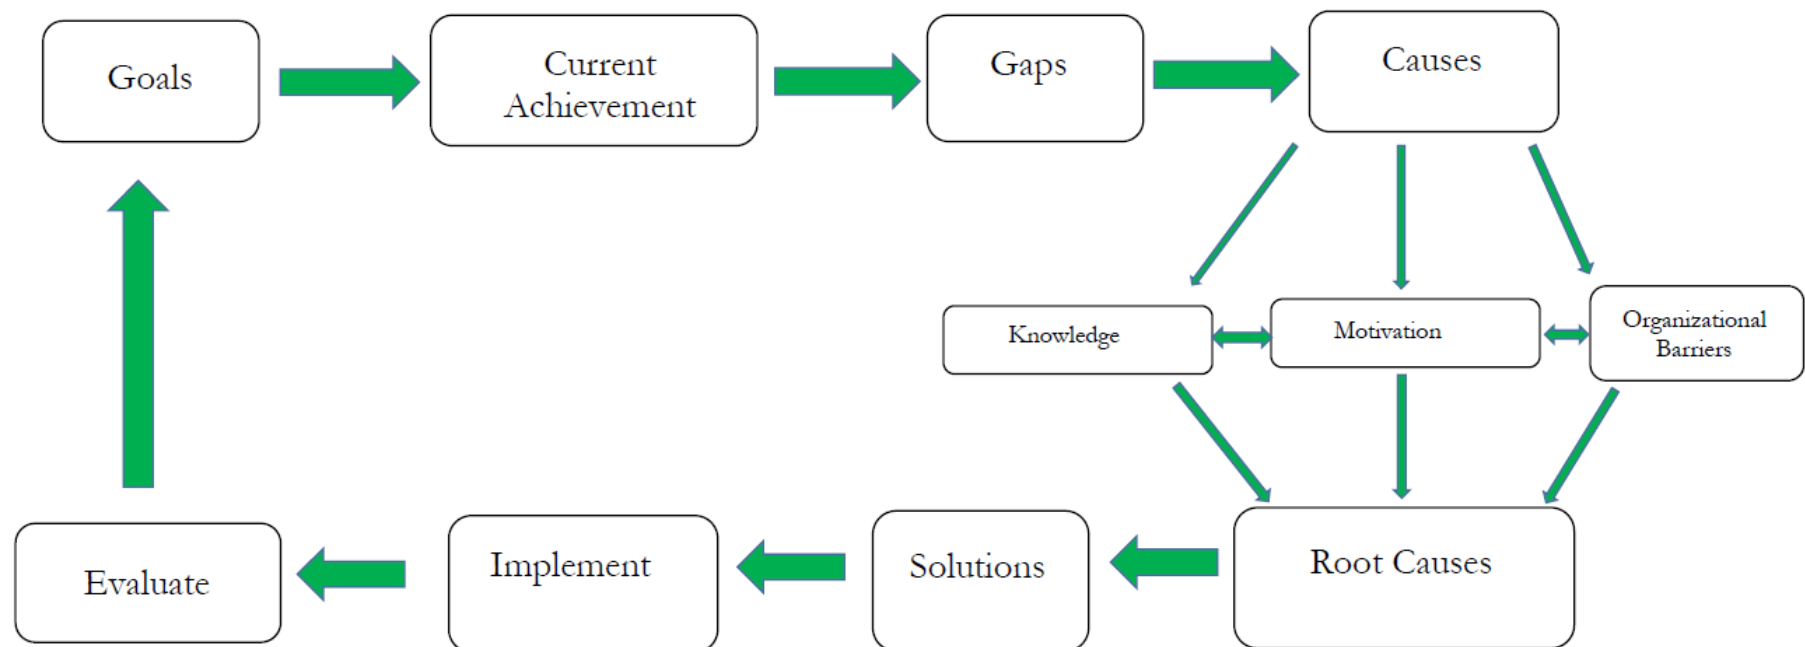 Goals
Current
Achievement
Gaps
Causes
Knowledge
Motivation
Organizational
Barriers
Evaluate
Implement
Solutions
Root Causes